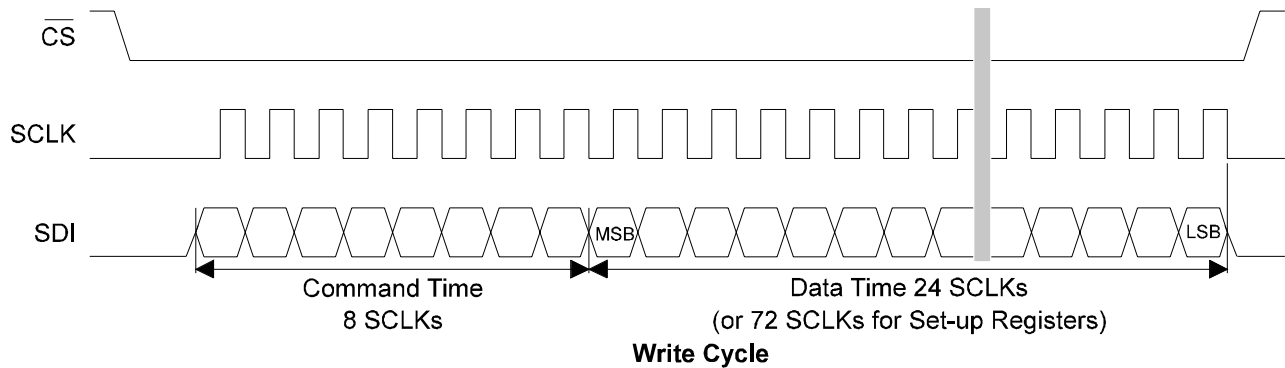 CS
SCLK
SDI
MSB
LSB
Command Time
8 SCLKs
Data Time 24 SCLKs
(or 72 SCLKs for Set-up Registers)
Write Cycle